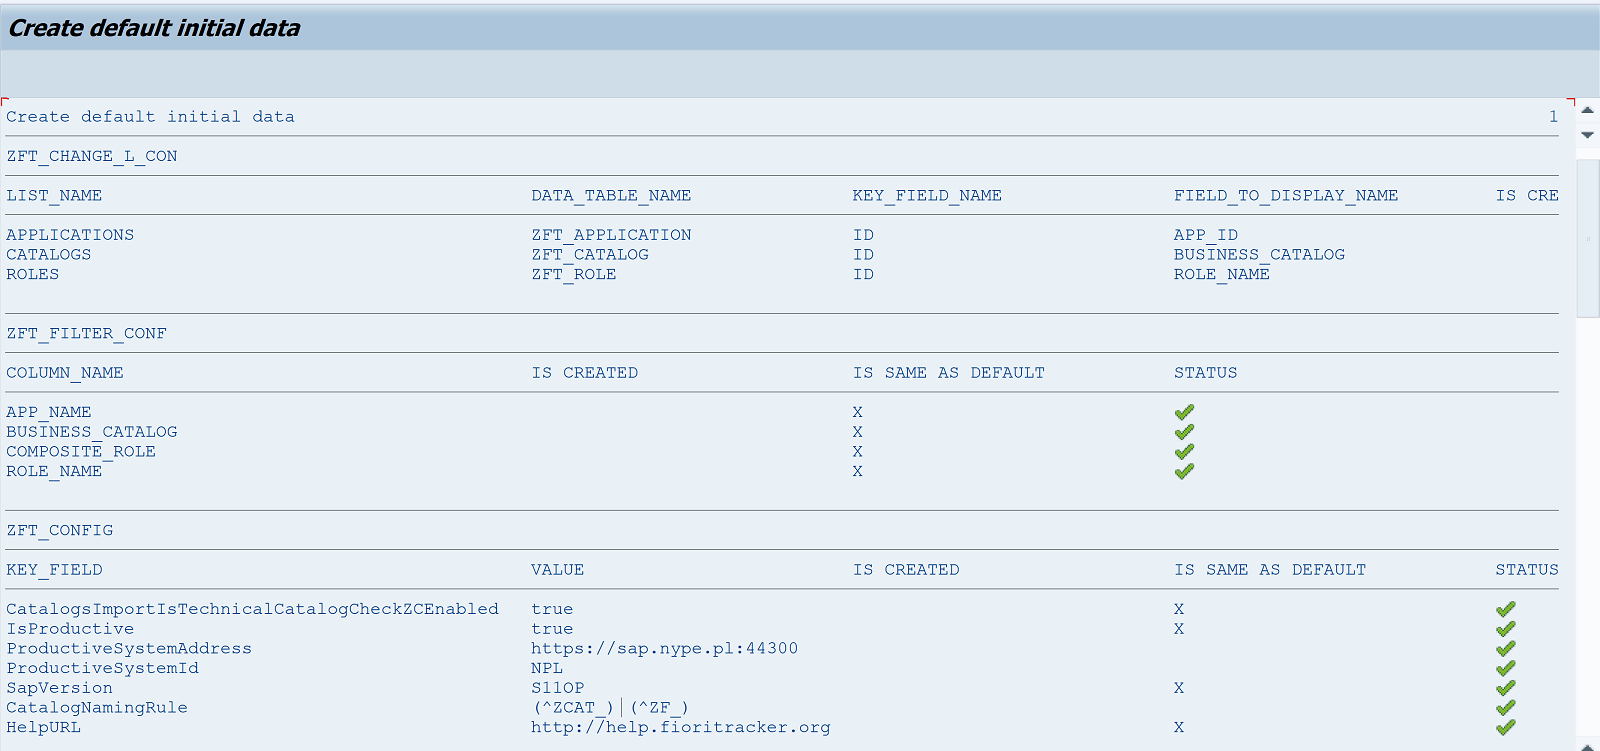 Create default initial data
Create default initial data 1
ZFT_CHANGE_L_CON
LIST_NAME DATA_TABLE_NAME KEY_FIELD_NAME FIELD_TO_DISPLAY_NAME IS CRE
APPLICATIONS ZFT_APPLICATION ID APP_ID
CATALOGS ZFT_CATALOG ID BUSINESS_CATALOG
ROLES ZFT_ROLE ID ROLE_NAME
ZFT_FILTER_CONF
COLUMN_NAME IS CREATED IS SAME AS DEFAULT STATUS
APP_NAME X
BUSINESS_CATALOG X
COMPOSITE_ROLE X
ROLE_NAME X
ZFT_CONFIG
KEY_FIELD VALUE IS CREATED IS SAME AS DEFAULT STATUS
CatalogsImportIsTechnicalCatalogCheckZCEnabled true X
IsProductive true X
ProductiveSystemAddress https://sap.nype.pl:44300
ProductiveSystemId NPL
SapVersion S11OP X
CatalogNamingRule (^ZCAT_)|(^ZF_)
HelpURL http://help.fioritracker.org X